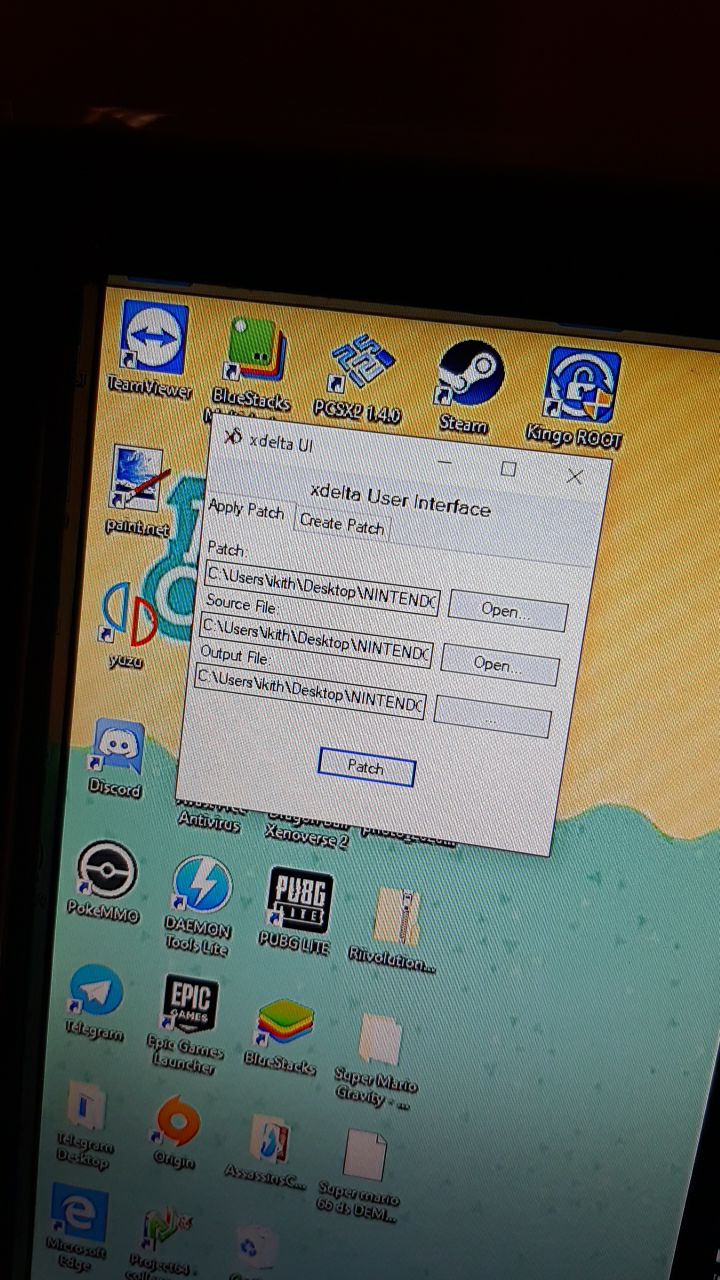 TeamViewer
BlueStacks
PCSX2 1.4.0
Steam
Kingo ROOT
xdelta UI
xdelta User Interface
Apply Patch
Create Patch
paint.net
Patch:
C:\Users\kith\Desktop\NINTENDO
Open...
Source File:
C:\Users\kith\Desktop\NINTENDO
Open...
Output File:
C:\Users\kith\Desktop\NINTENDO
...
Patch
yuzu
Discord
Antivirus
Xenoverse 2
PokeMMO
DAEMON
Tools Lite
PUBG
LITE
PUBG LITE
Riivolution...
Telegram
EPIC
GAMES
Epic Games
Launcher
BlueStacks
Super Mario
Gravity - ...
Telegram
Desktop
Origin
AssassinsC...
Super mario
DEM...
Microsoft
Edge
Project64 -